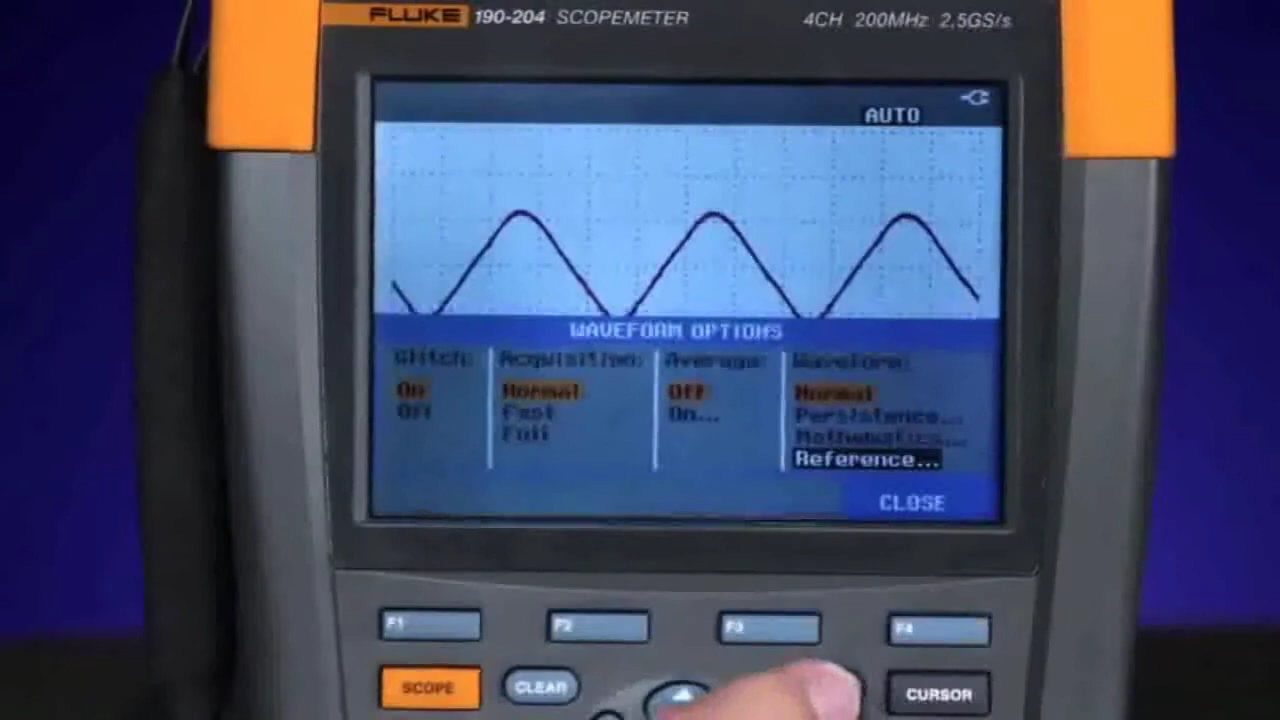 FLUKE 190-204 SCOPEMETER 4CH 200MHz 2,5GS/s
AUTO
WAVEFORM OPTIONS
Glitch: Acquisition: Average: Waveform:
On Normal Off Normal
Off Fast On... Persistence...
Full Mathematics...
Reference...
CLOSE
F1 F2 F3 F4
SCOPE CLEAR CURSOR